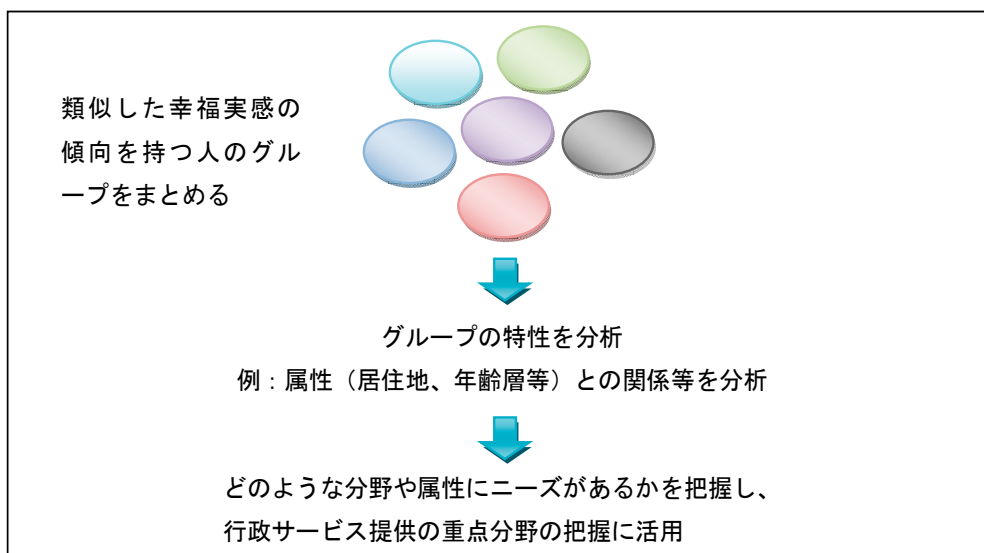 類似した幸福実感の
傾向を持つ人のグル
ープをまとめる
グループの特性を分析
例：属性（居住地、年齢層等）との関係等を分析
どのような分野や属性にニーズがあるかを把握し、
行政サービス提供の重点分野の把握に活用